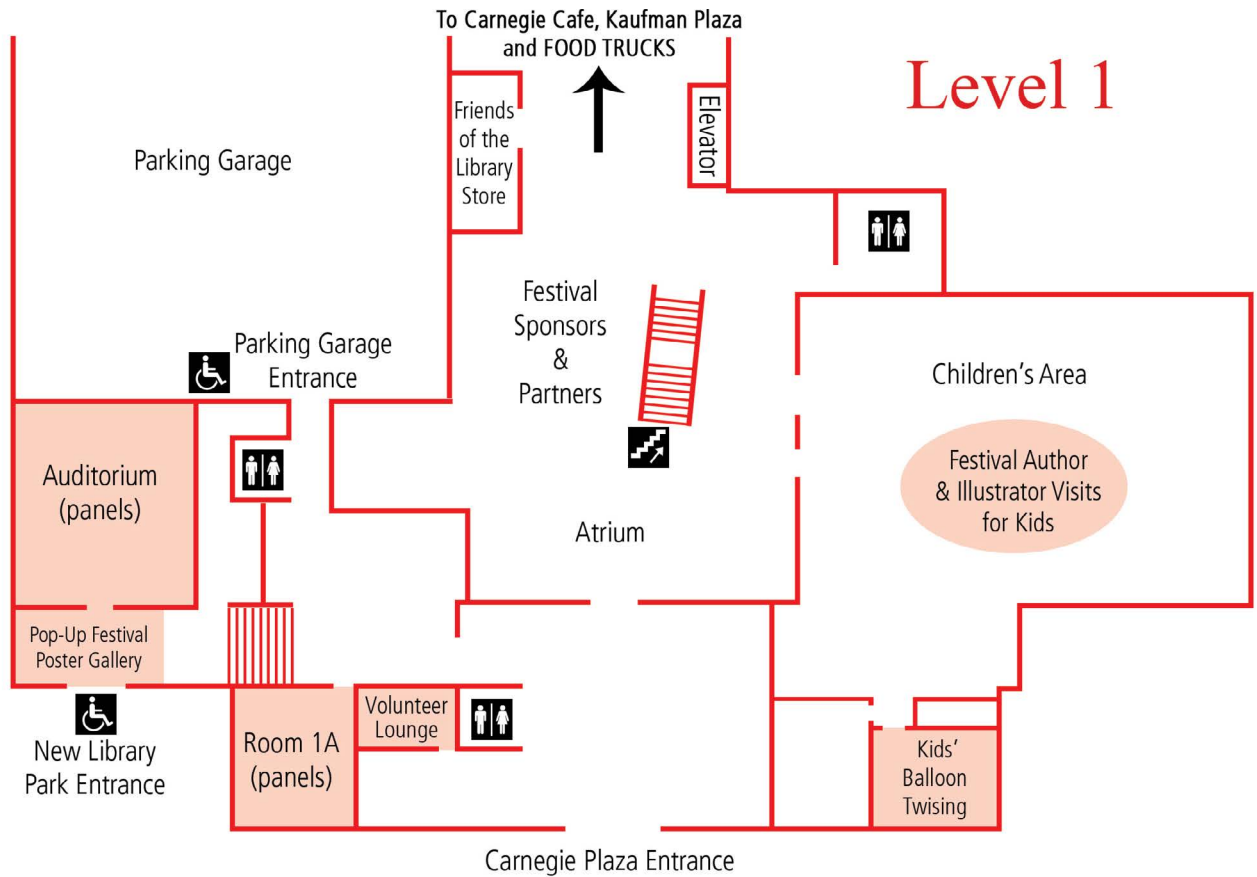 To Carnegie Cafe, Kaufman Plaza
and FOOD TRUCKS
Level 1
Friends
of the
Library
Store
Elevator
Parking Garage
Festival
Sponsors
&
Partners
Parking Garage
Entrance
Children's Area
Auditorium
(panels)
Festival Author
& Illustrator Visits
for Kids
Atrium
Pop-Up Festival
Poster Gallery
Volunteer
Lounge
Room 1A
(panels)
New Library
Park Entrance
Kids'
Balloon
Twising
Carnegie Plaza Entrance